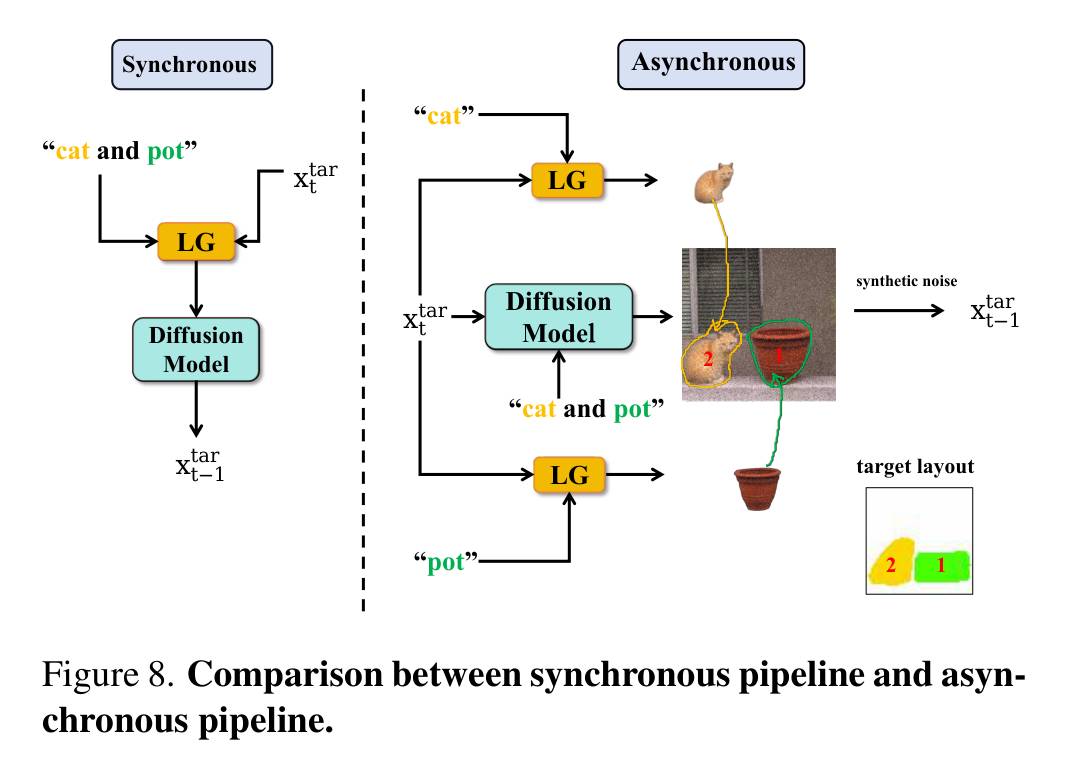 Synchronous
Asynchronous
“cat and pot”
x_t^tar
LG
Diffusion
Model
x_{t−1}^tar
“cat”
LG
x_t^tar
Diffusion
Model
“cat and pot”
LG
“pot”
2
1
synthetic noise
x_{t−1}^tar
target layout
2
1
Figure 8. Comparison between synchronous pipeline and asyn-
chronous pipeline.